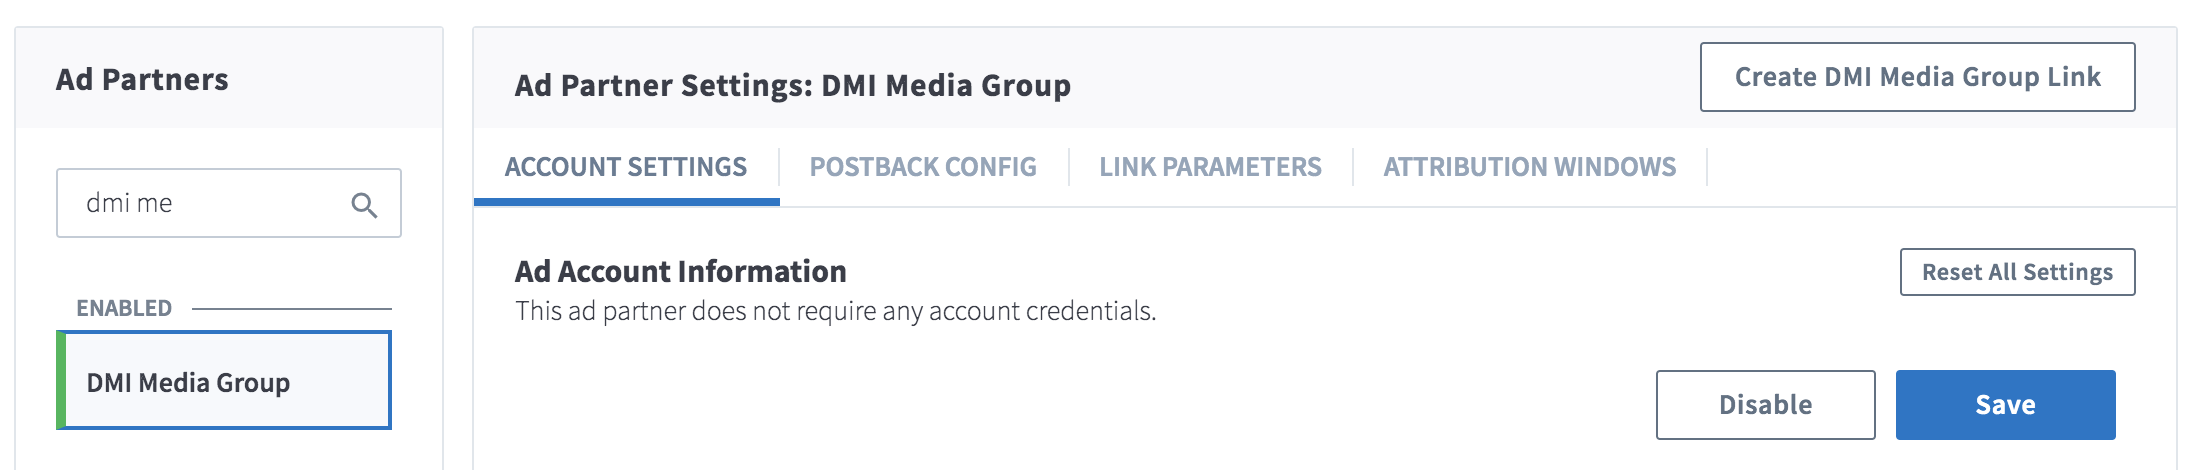 Ad Partners
dmi me
ENABLED
DMI Media Group
Ad Partner Settings: DMI Media Group
Create DMI Media Group Link
ACCOUNT SETTINGS
POSTBACK CONFIG
LINK PARAMETERS
ATTRIBUTION WINDOWS
Ad Account Information
Reset All Settings
This ad partner does not require any account credentials.
Disable
Save